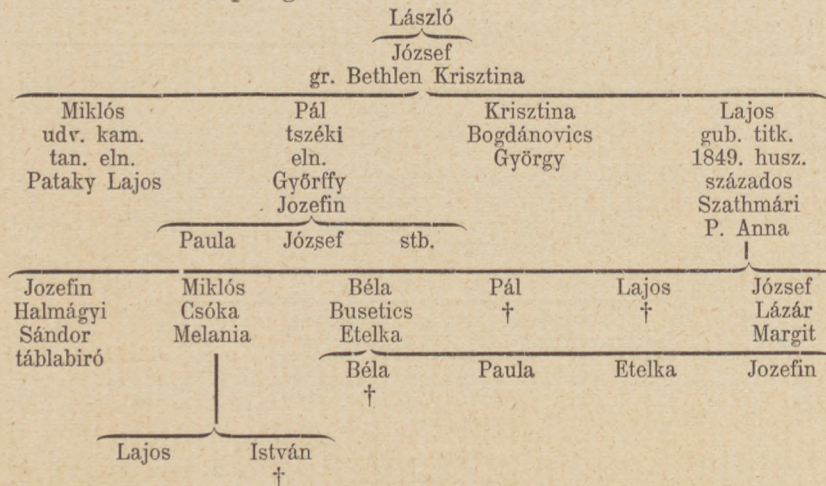 László
József
gr. Bethlen Krisztina
Miklós Pál Krisztina Lajos
udv. kam. tszéki Bogdánovics gub. titk.
tan. eln. eln. György 1849. husz.
Pataky Lajos Győrffy százados
Jozefin Szathmári
P. Anna
Paula József stb.
Jozefin Miklós Béla Pál Lajos József
Halmágyi Csóka Busetics † † Lázár
Sándor Melania Etelka Margit
táblabiró
Béla Paula Etelka Jozefin
†
Lajos István
†